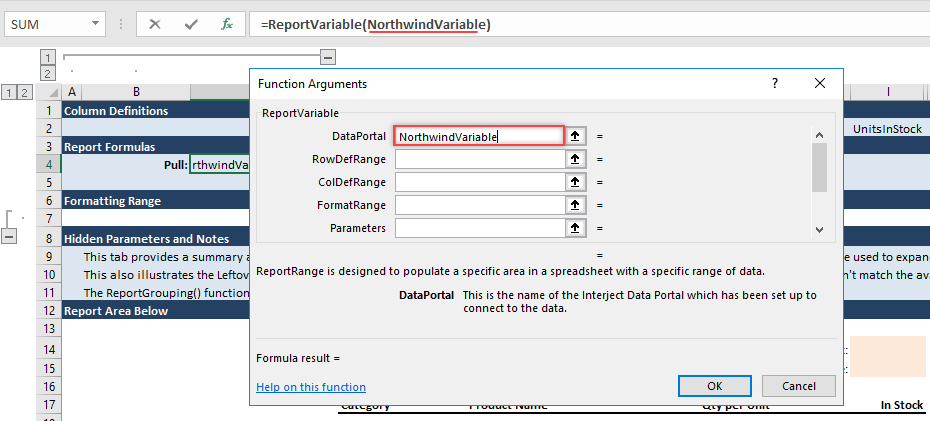 SUM
fx
=ReportVariable(NorthwindVariable)
1
2
1 2
A B I
Function Arguments ? X
ReportVariable
DataPortal NorthwindVariable =
RowDefRange =
ColDefRange =
FormatRange =
Parameters =
=
ReportRange is designed to populate a specific area in a spreadsheet with a specific range of data.
DataPortal This is the name of the Interject Data Portal which has been set up to
connect to the data.
Formula result =
Help on this function
OK Cancel
1 Column Definitions
2 UnitsInStock
3 Report Formulas
4 Pull: rthwindVa
5
6 Formatting Range
7
8 Hidden Parameters and Notes
9 This tab provides a summary a e used to expan
10 This also illustrates the Leftov n't match the ava
11 The ReportGrouping() function
12 Report Area Below
13
14
15
16
17 Category Product Name Qty per Unit In Stock